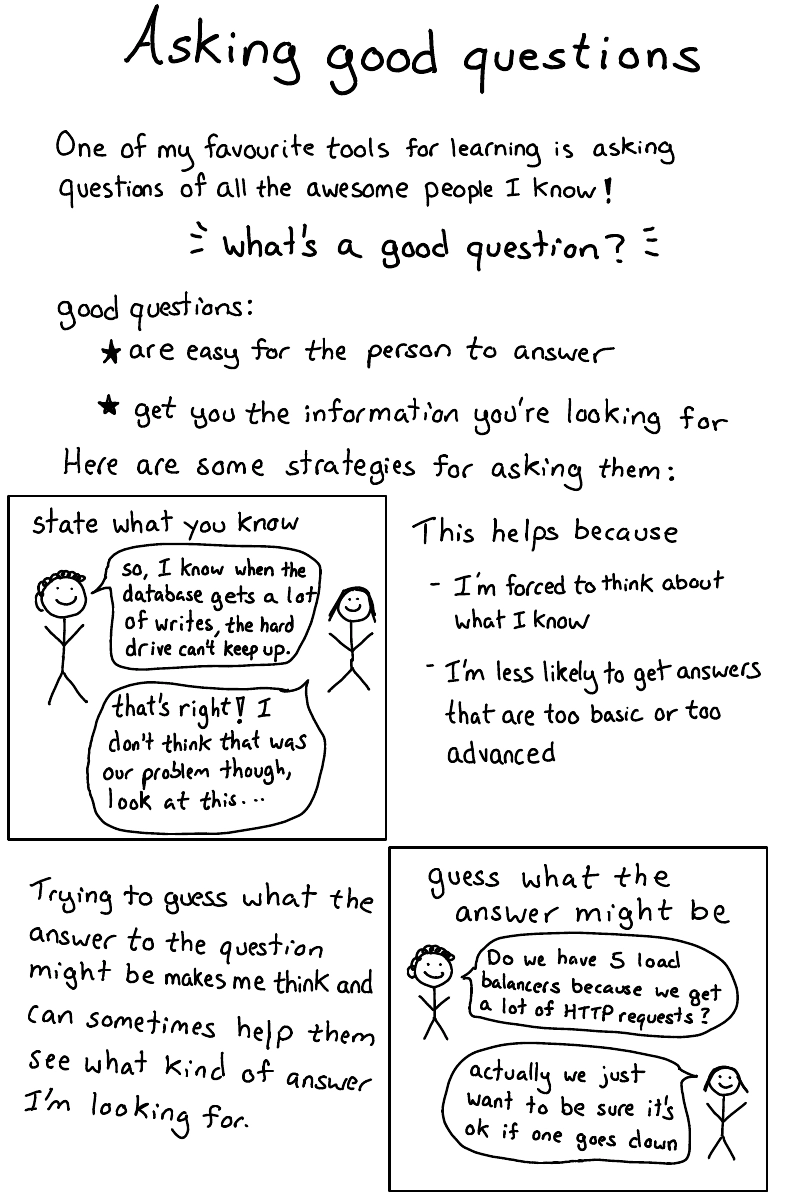 Asking good questions
One of my favourite tools for learning is asking
questions of all the awesome people I know!
what's a good question?
good questions:
★ are easy for the person to answer
★ get you the information you're looking for
Here are some strategies for asking them:
state what you know
so, I know when the
database gets a lot
of writes, the hard
drive can't keep up.
that's right! I
don't think that was
our problem though,
look at this...
This helps because
- I'm forced to think about
what I know
- I'm less likely to get answers
that are too basic or too
advanced
Trying to guess what the
answer to the question
might be makes me think and
can sometimes help them
see what kind of answer
I'm looking for.
guess what the
answer might be
Do we have 5 load
balancers because we get
a lot of HTTP requests?
actually we just
want to be sure it's
ok if one goes down